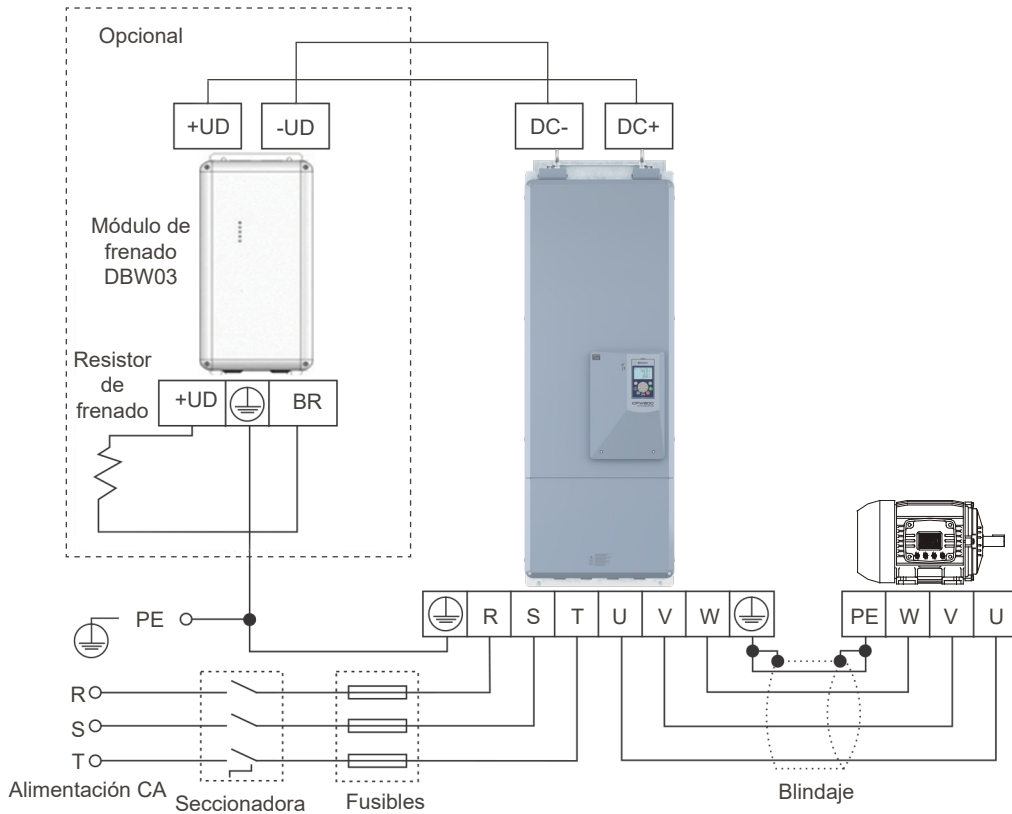 Opcional
+UD
-UD
DC-
DC+
Módulo de
frenado
DBW03
Resistor
de
frenado
+UD
BR
PE
R
S
T
U
V
W
PE
W
V
U
R
S
T
Alimentación CA
Seccionadora
Fusibles
Blindaje